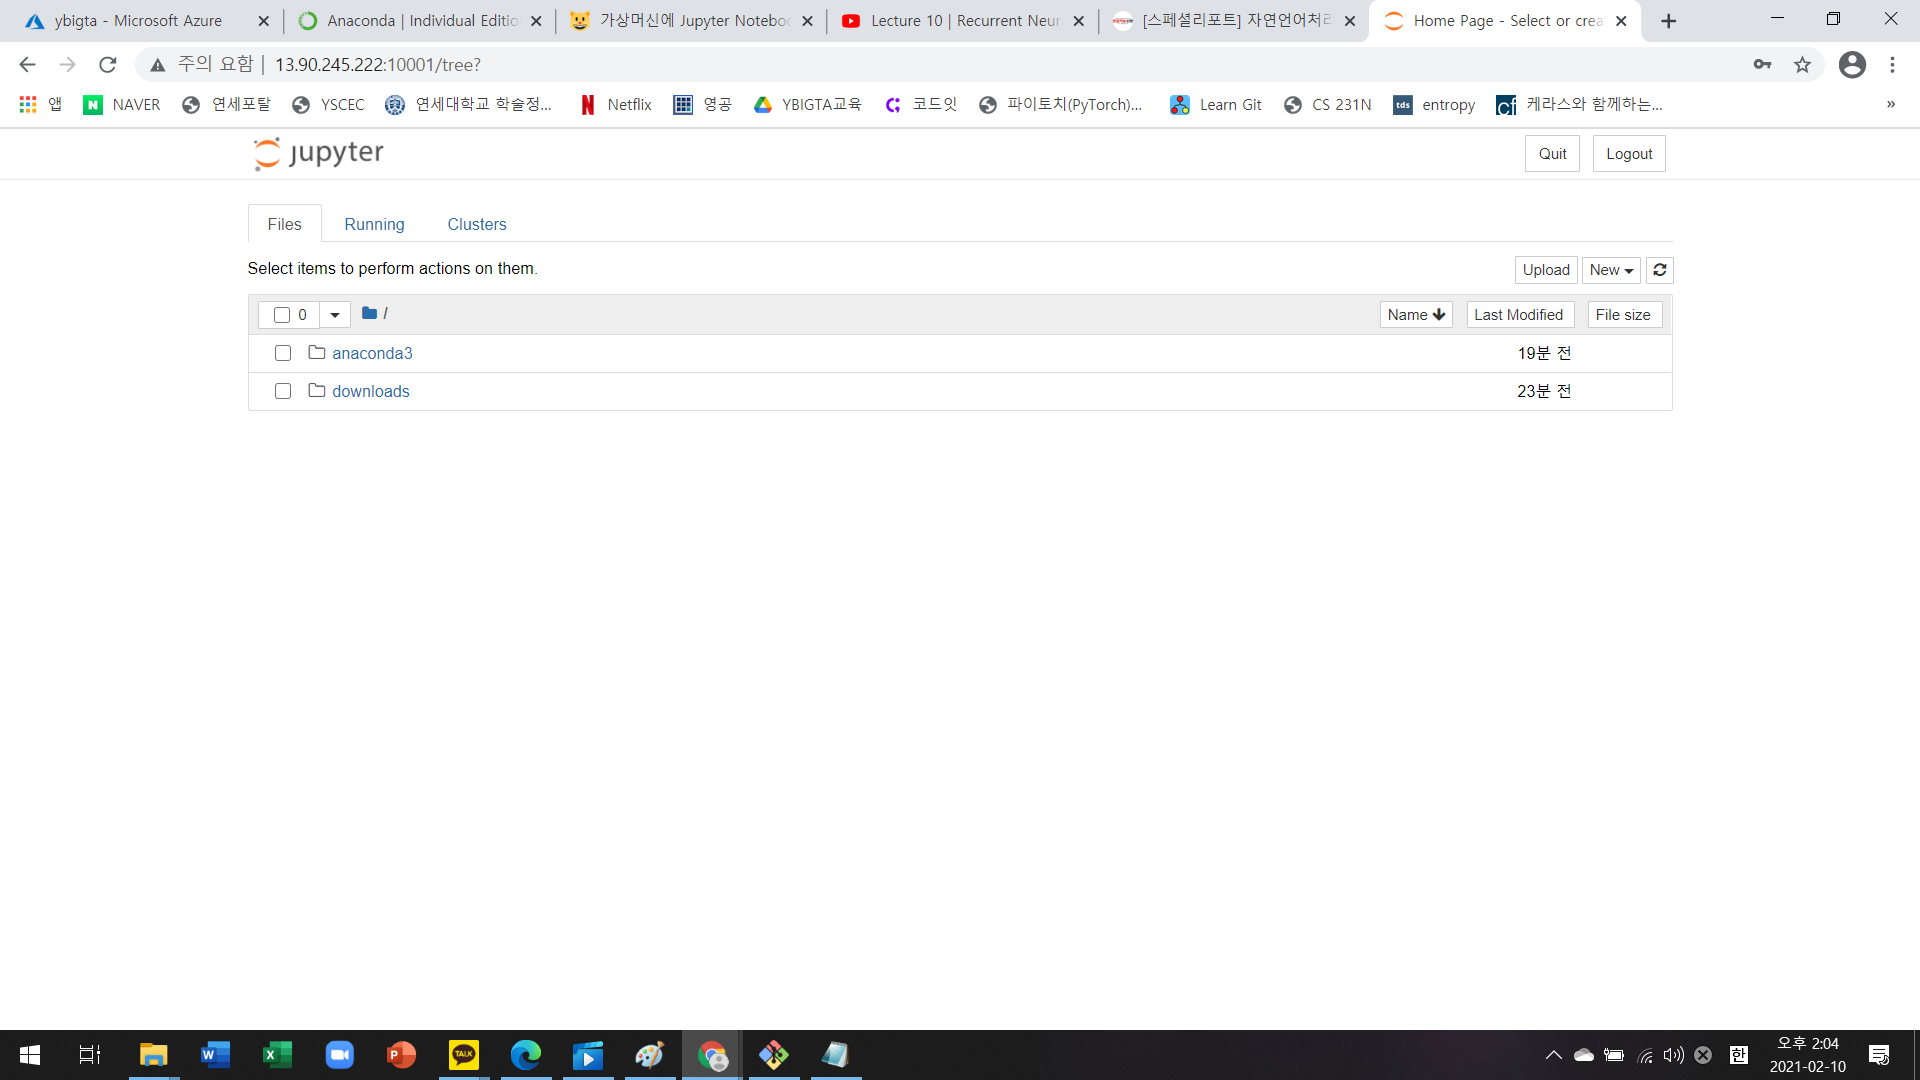 ybigta - Microsoft Azure
Anaconda | Individual Editio
가상머신에 Jupyter Noteboo
Lecture 10 | Recurrent Neur
[스페셜리포트] 자연언어처리
Home Page - Select or crea
주의 요함 | 13.90.245.222:10001/tree?
앱
NAVER
연세포탈
YSCEC
연세대학교 학술정...
Netflix
영공
YBIGTA교육
코드잇
파이토치(PyTorch)...
Learn Git
CS 231N
tds
entropy
cf
케라스와 함께하는...
»
jupyter
Quit
Logout
Files
Running
Clusters
Select items to perform actions on them.
Upload
New
0
/
Name
Last Modified
File size
anaconda3
19분 전
downloads
23분 전
TALK
한
오후 2:04
2021-02-10